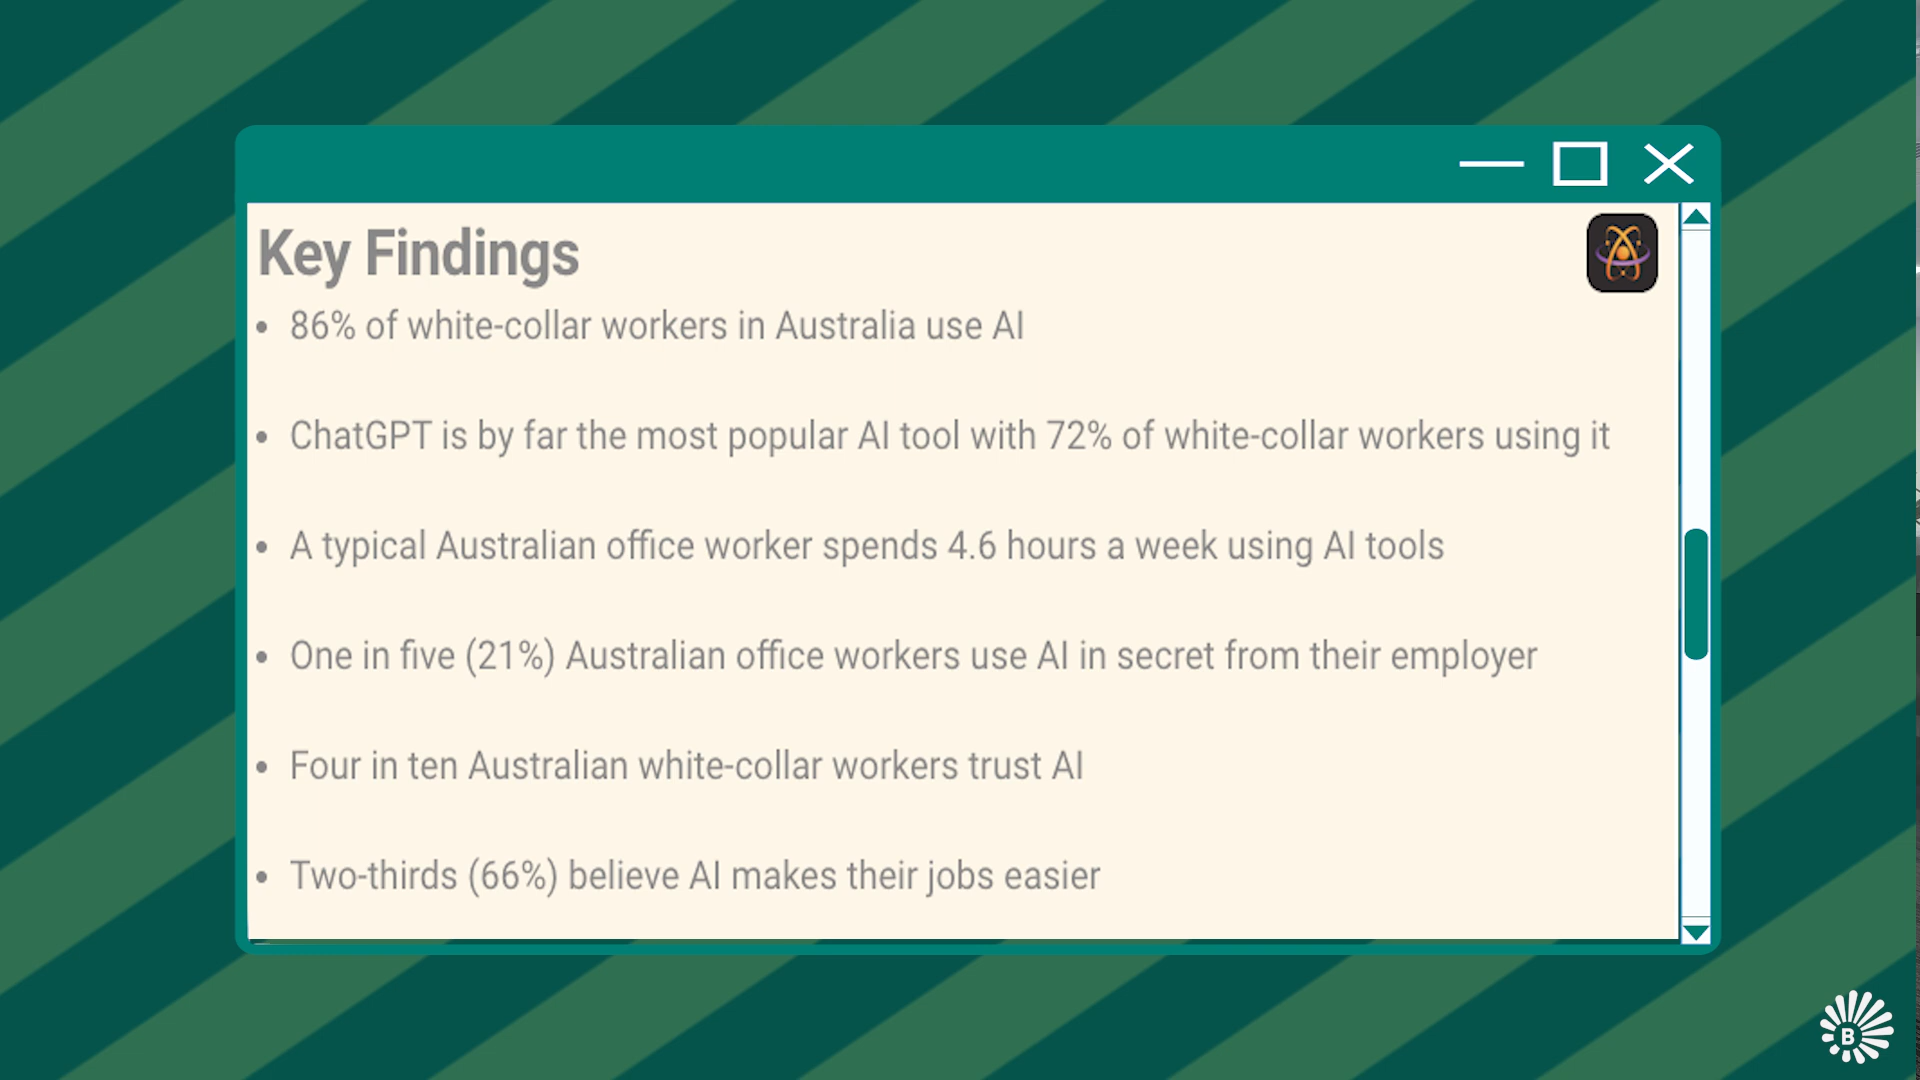 Key Findings
• 86% of white-collar workers in Australia use AI
• ChatGPT is by far the most popular AI tool with 72% of white-collar workers using it
• A typical Australian office worker spends 4.6 hours a week using AI tools
• One in five (21%) Australian office workers use AI in secret from their employer
• Four in ten Australian white-collar workers trust AI
• Two-thirds (66%) believe AI makes their jobs easier
B